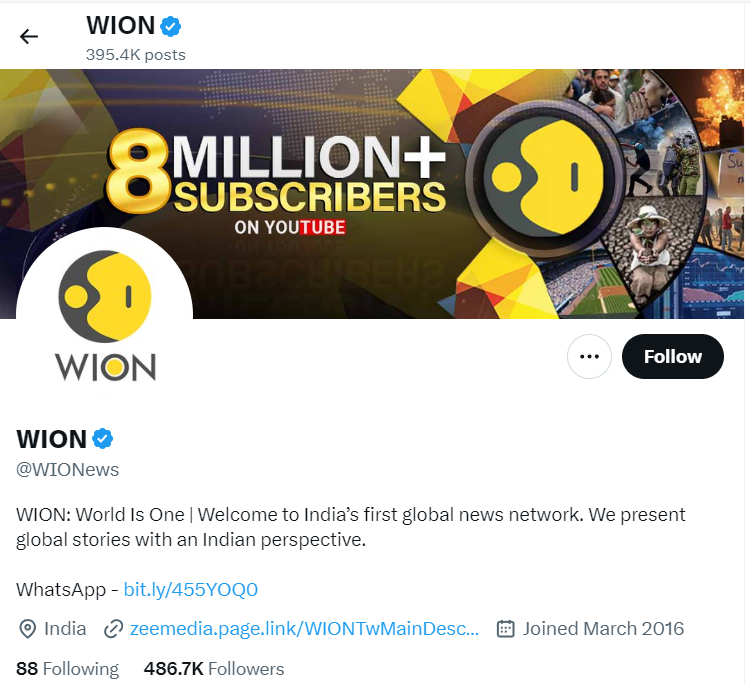 WION
395.4K posts
8 MILLION+
SUBSCRIBERS
ON YOUTUBE
WION
Follow
WION
@WIONews
WION: World Is One | Welcome to India’s first global news network. We present
global stories with an Indian perspective.
WhatsApp - bit.ly/455YOQ0
India zeemedia.page.link/WIONTwMainDesc... Joined March 2016
88 Following 486.7K Followers